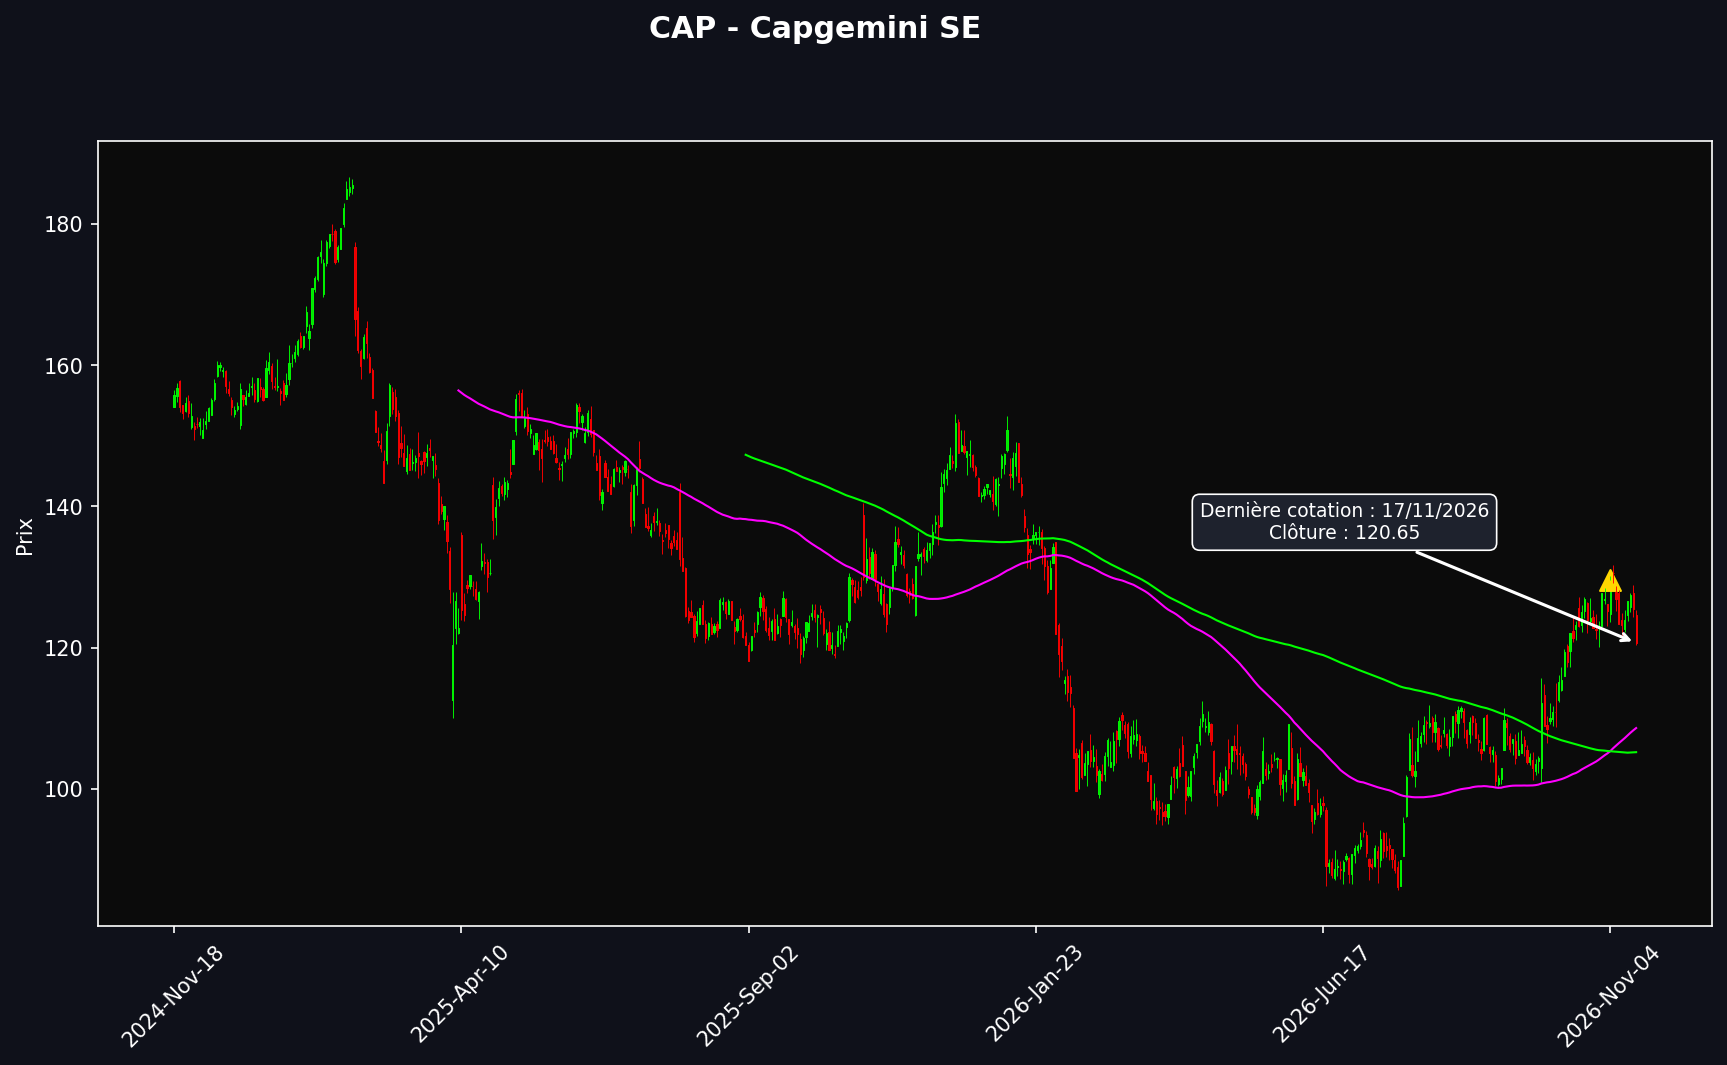 CAP - Capgemini SE
Prix
180
160
140
120
100
Dernière cotation : 17/11/2026
Clôture : 120.65
2024-Nov-18
2025-Apr-10
2025-Sep-02
2026-Jan-23
2026-Jun-17
2026-Nov-04